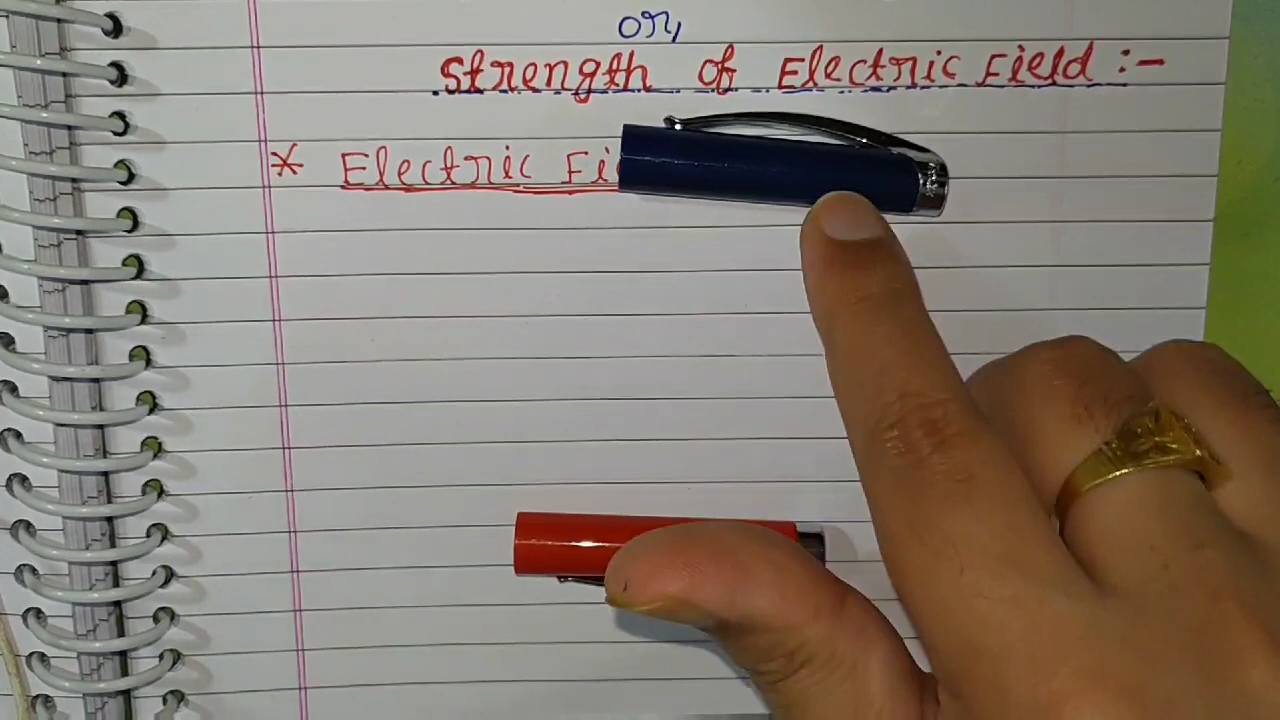 or,
Strength of Electric Field :-
* Electric Fi